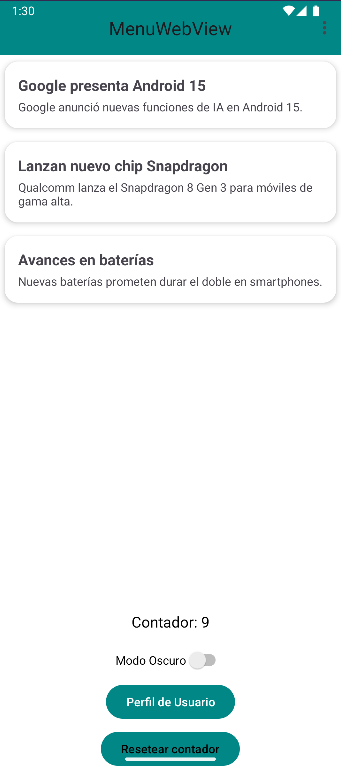 1:30
MenuWebView
Google presenta Android 15
Google anunció nuevas funciones de IA en Android 15.
Lanzan nuevo chip Snapdragon
Qualcomm lanza el Snapdragon 8 Gen 3 para móviles de
gama alta.
Avances en baterías
Nuevas baterías prometen durar el doble en smartphones.
Contador: 9
Modo Oscuro
Perfil de Usuario
Resetear contador